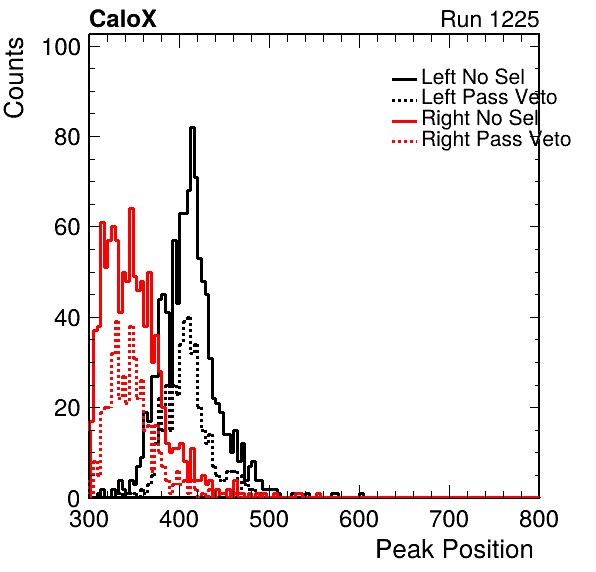 CaloX Run 1225
Counts
100
80
60
40
20
0
Left No Sel
Left Pass Veto
Right No Sel
Right Pass Veto
300 400 500 600 700 800
Peak Position